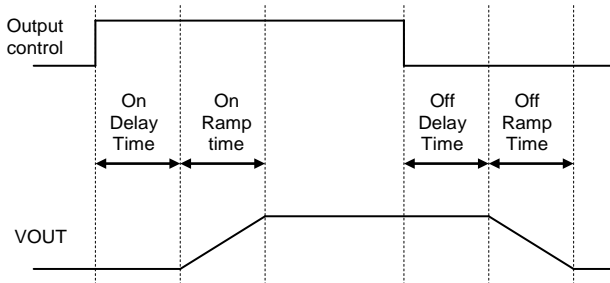 Output
control
On
Delay
Time
On
Ramp
time
Off
Delay
Time
Off
Ramp
Time
VOUT